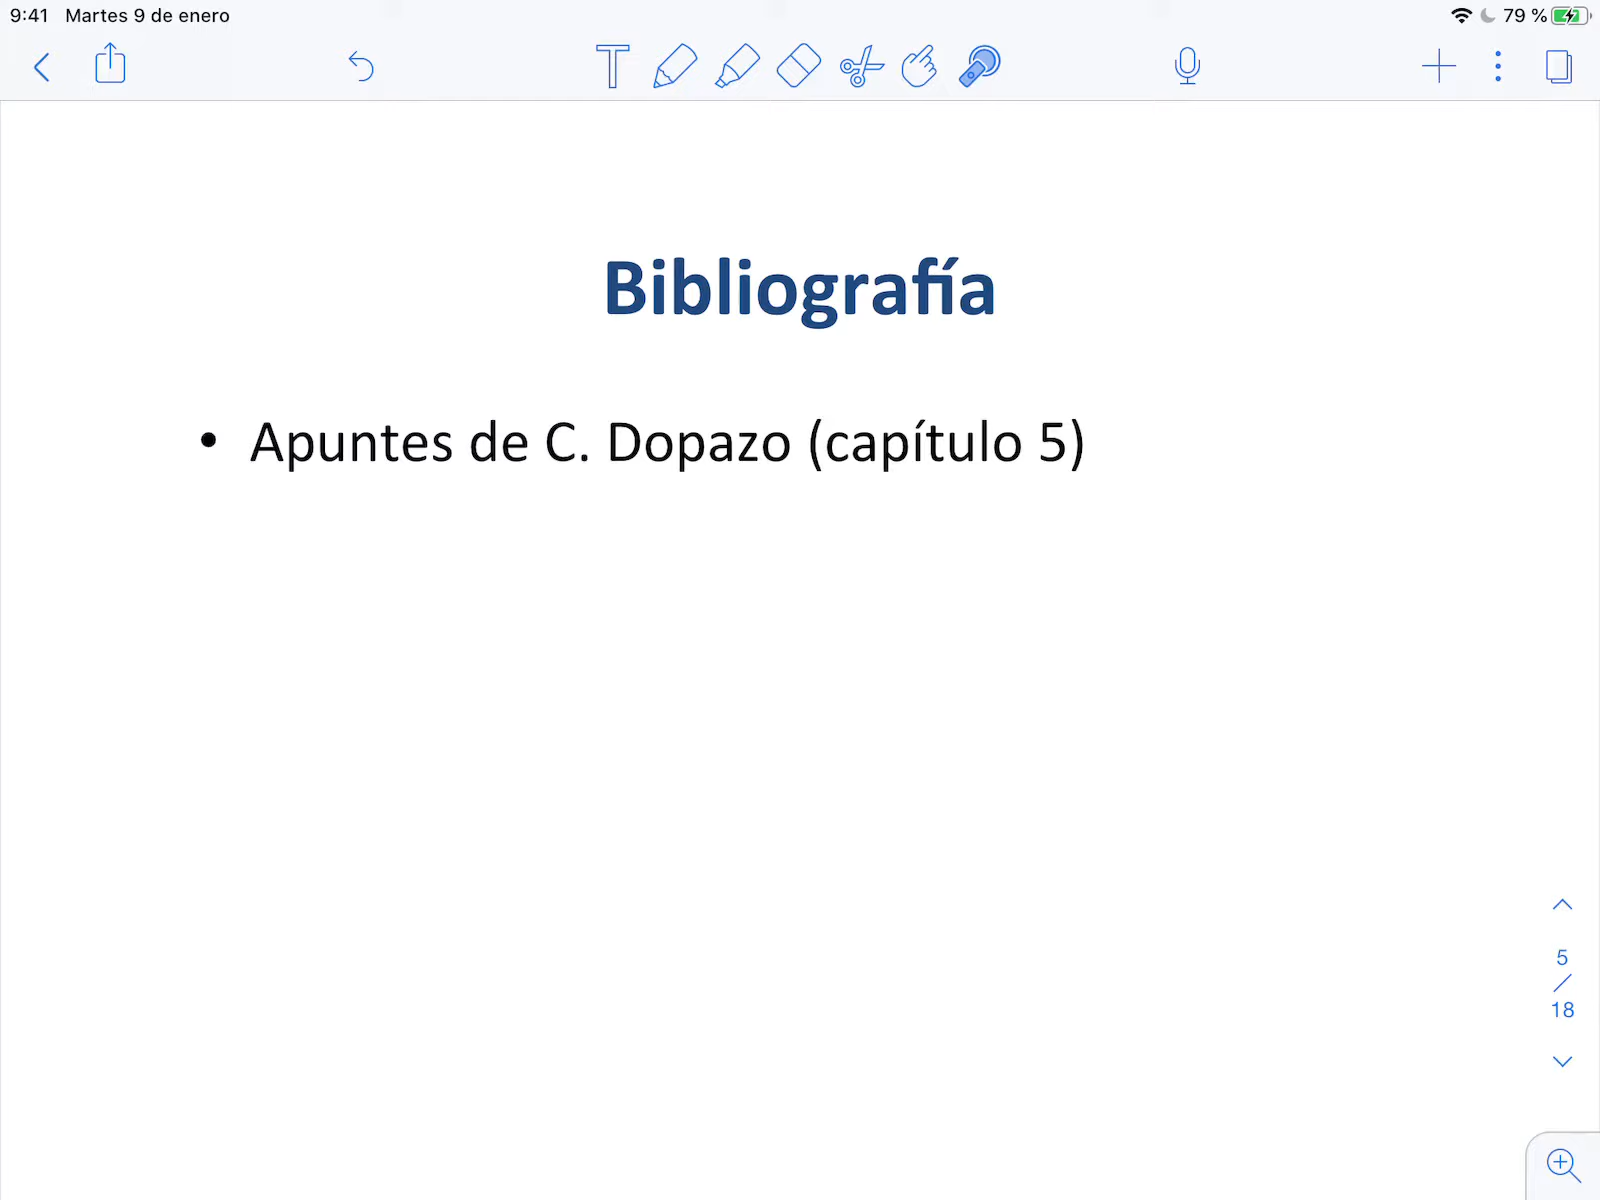 9:41 Martes 9 de enero 79 %
Bibliografía
• Apuntes de C. Dopazo (capítulo 5)
5
/
18